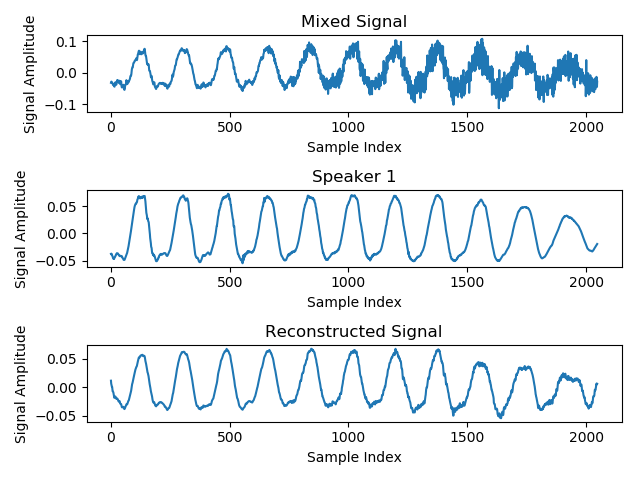 Mixed Signal
Signal Amplitude
0.1
0.0
−0.1
0 500 1000 1500 2000
Sample Index
Speaker 1
Signal Amplitude
0.05
0.00
−0.05
0 500 1000 1500 2000
Sample Index
Reconstructed Signal
Signal Amplitude
0.05
0.00
−0.05
0 500 1000 1500 2000
Sample Index